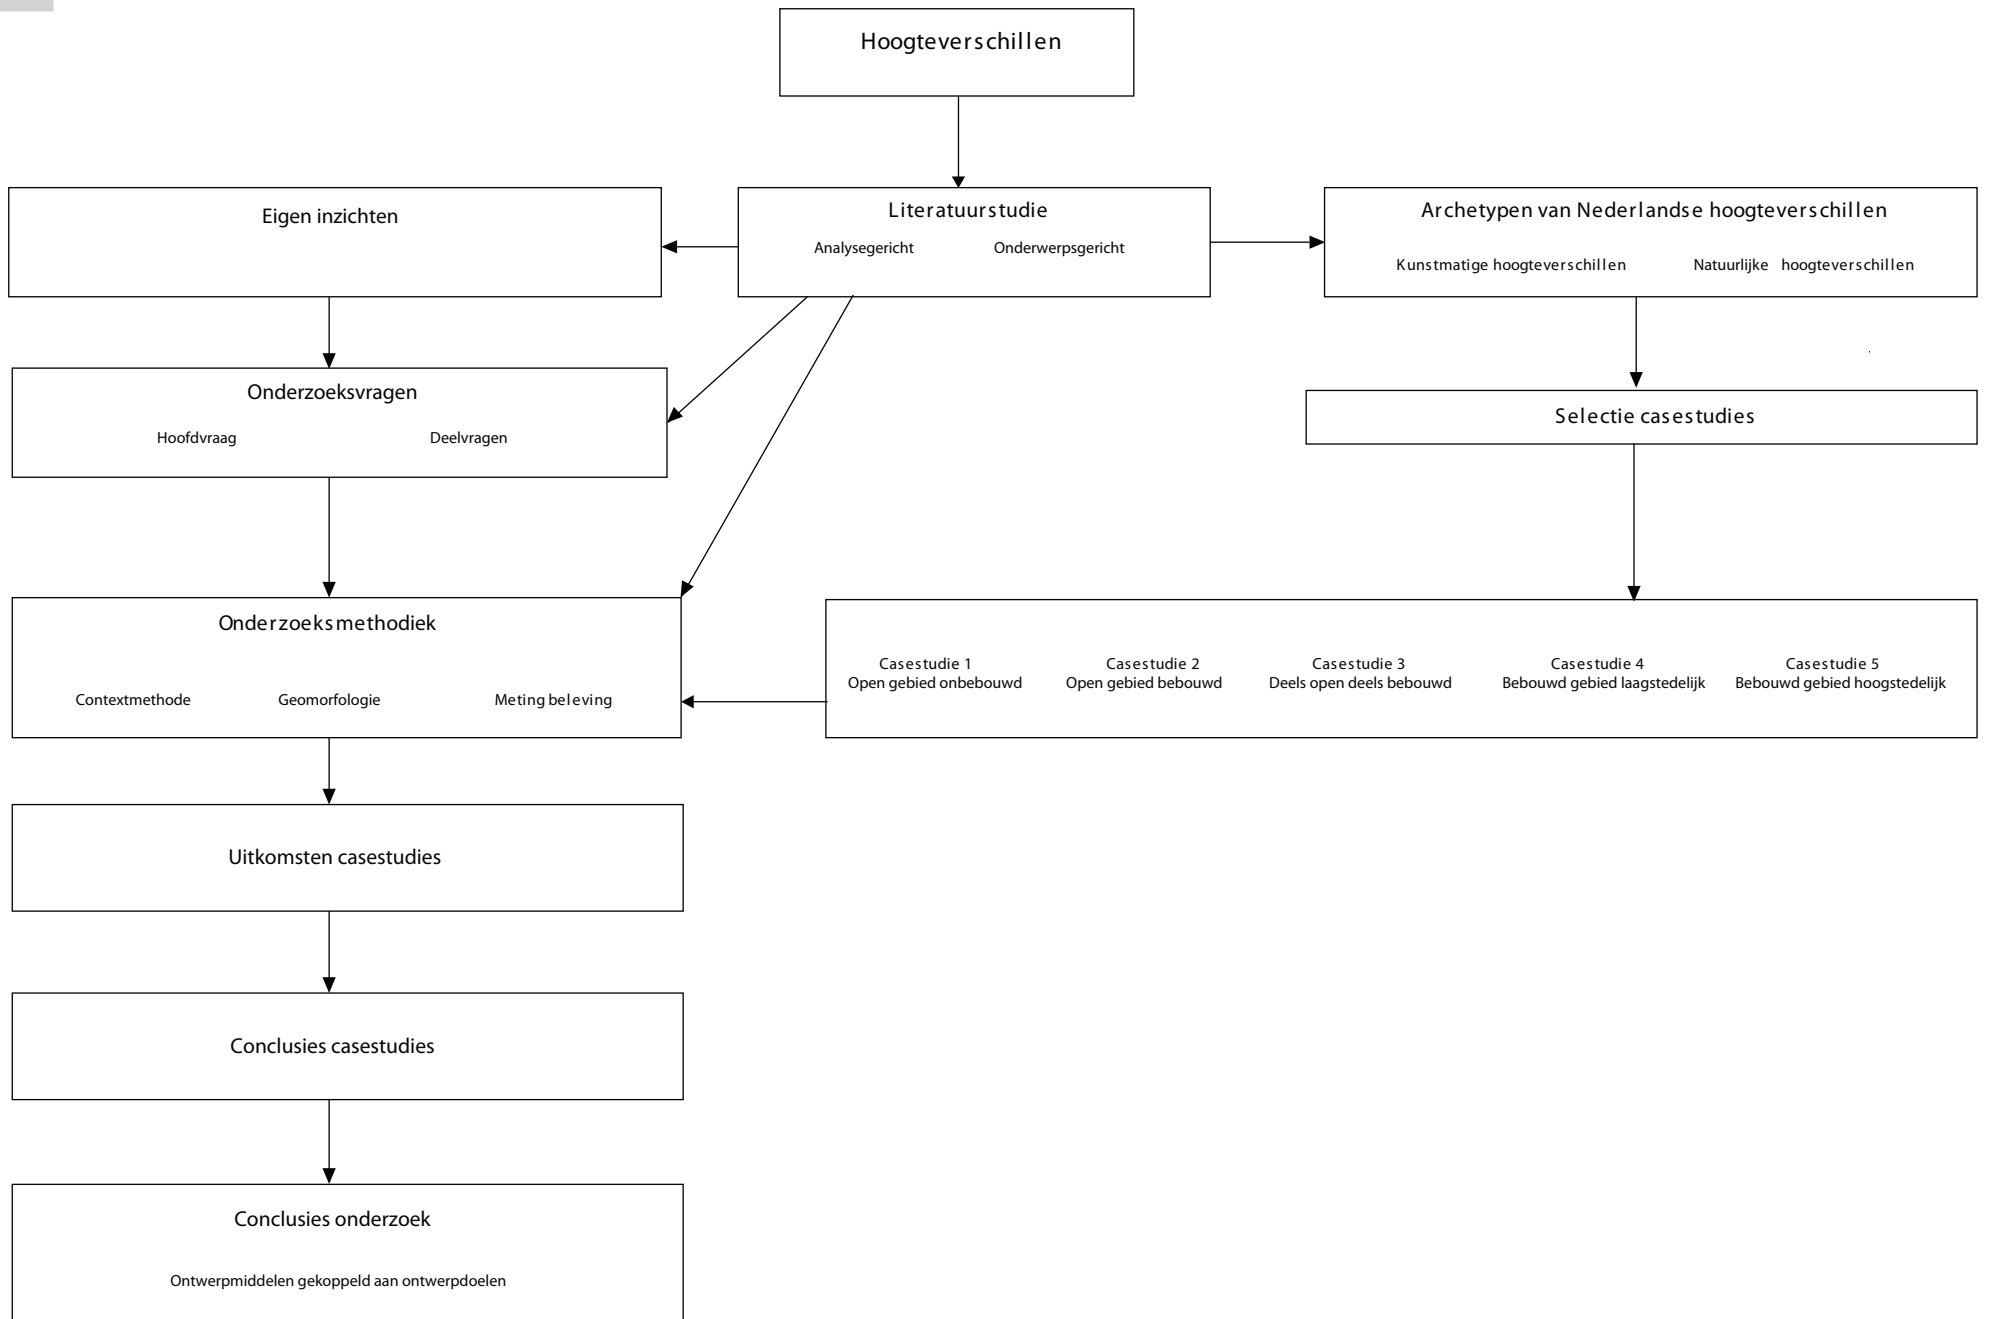 Hoogteverschillen
Eigen inzichten
Literatuurstudie
Analysegericht Onderwerpsgericht
Archetypen van Nederlandse hoogteverschillen
Kunstmatige hoogteverschillen Natuurlijke hoogteverschillen
Onderzoeksvragen
Hoofdvraag Deelvragen
Selectie casestudies
Onderzoeksmethodiek
Contextmethode Geomorfologie Meting beleving
Casestudie 1
Open gebied onbebouwd
Casestudie 2
Open gebied bebouwd
Casestudie 3
Deels open deels bebouwd
Casestudie 4
Bebouwd gebied laagstedelijk
Casestudie 5
Bebouwd gebied hoogstedelijk
Uitkomsten casestudies
Conclusies casestudies
Conclusies onderzoek
Ontwerpmiddelen gekoppeld aan ontwerpdoelen